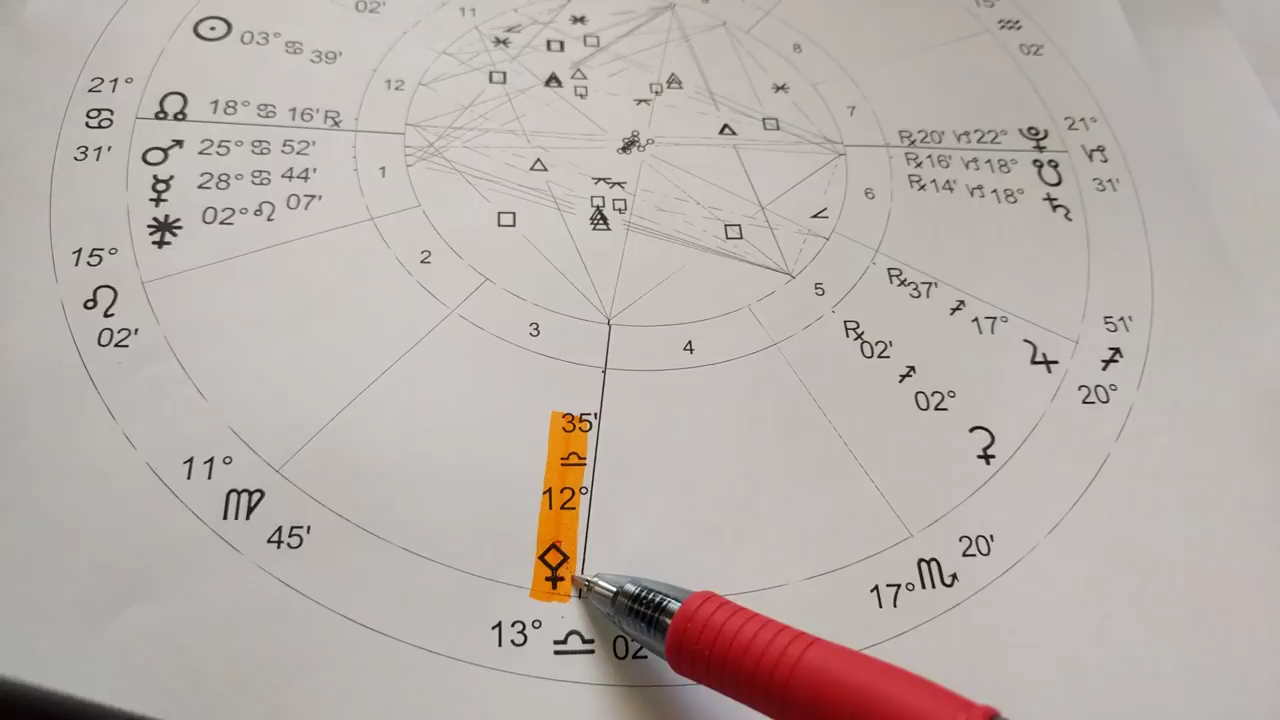 02'
11
15°
♒
02'
☉ 03° ♋ 39'
8
21°
♋
31'
12
☊ 18° ♋ 16' ℞
7
℞ 20' ♑ 22° ♇
21°
♑
31'
♂ 25° ♋ 52'
1
℞ 16' ♑ 18° ☋
☿ 28° ♋ 44'
6
℞ 14' ♑ 18° ♄
⚵ 02° ♌ 07'
15°
♌
02'
2
5
℞ 37' ♐ 17° ♃
51'
♐
20°
3
4
℞ 02' ♐ 02° ⚳
35'
♎
12°
⚴
11°
♍
45'
17° ♏ 20'
13° ♎ 02